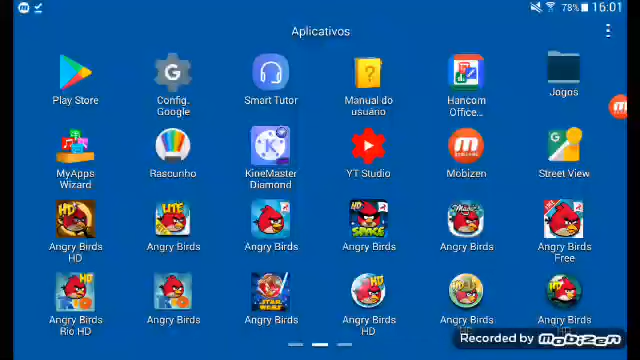 78% 16:01
Aplicativos
Play Store
Config.
Google
Smart Tutor
Manual do
usuário
Hancom
Office...
Jogos
MyApps
Wizard
Rascunho
KineMaster
Diamond
YT Studio
Mobizen
Street View
Angry Birds
HD
Angry Birds
Angry Birds
Angry Birds
Angry Birds
Angry Birds
Free
Angry Birds
Rio HD
Angry Birds
Angry Birds
Angry Birds
HD
Angry Birds
Angry Birds
Recorded by mobizen